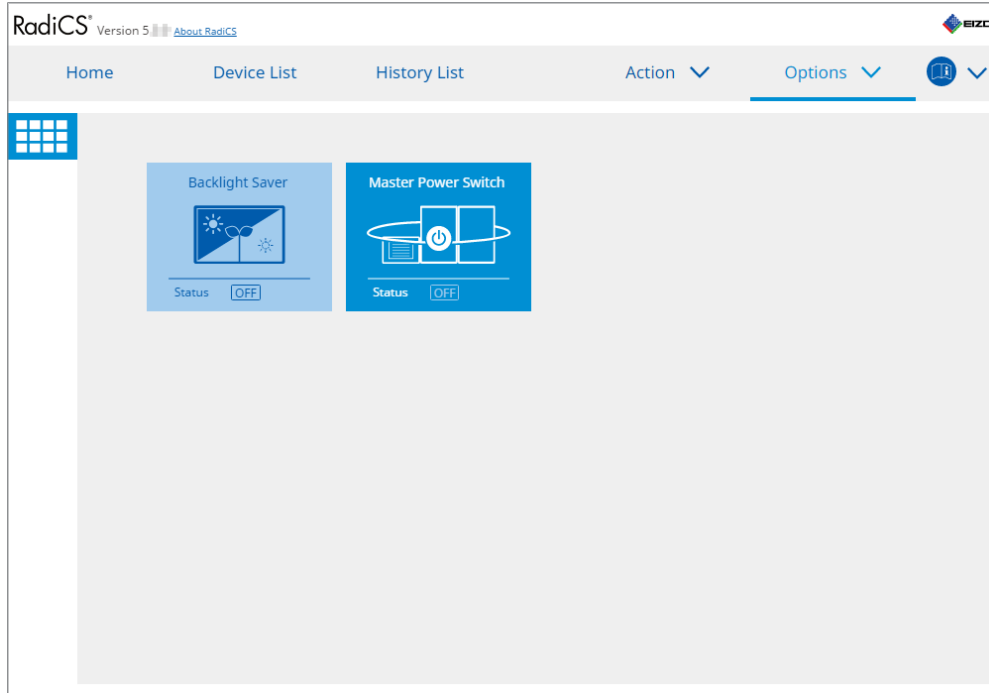 RadiCS® Version 5. About RadiCS
Home Device List History List Action Options
Backlight Saver Master Power Switch
Status OFF Status OFF